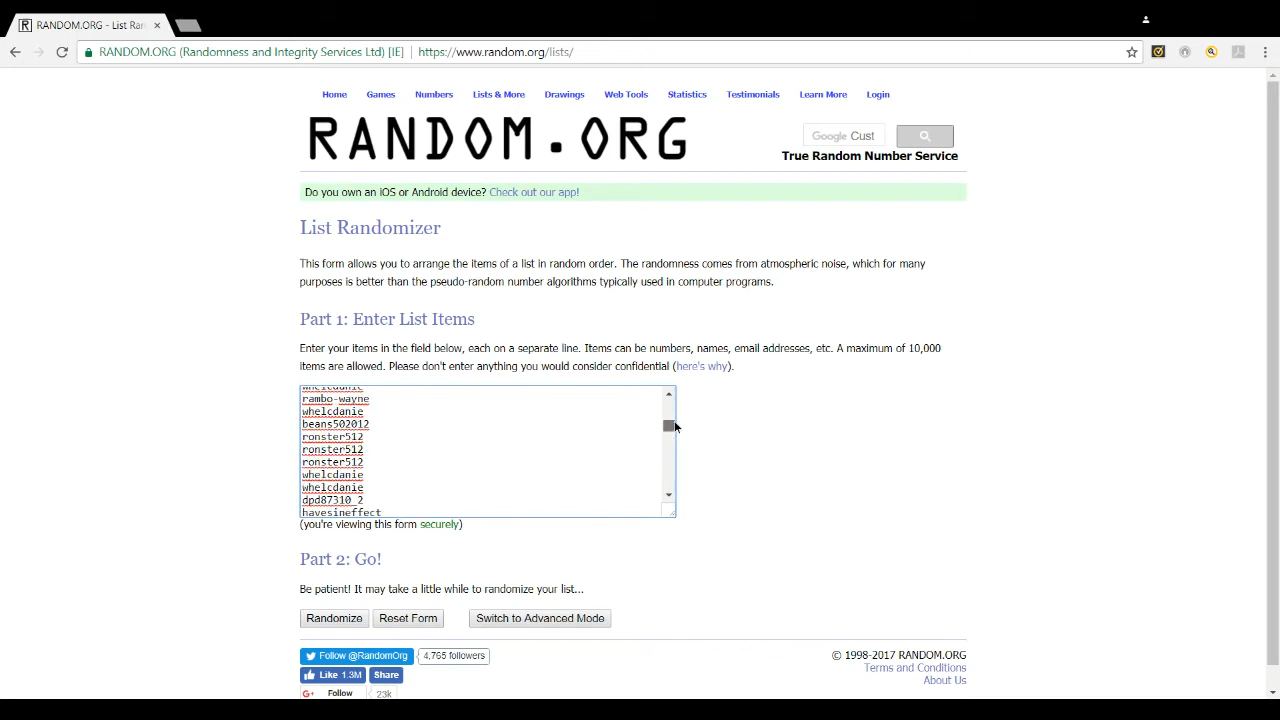 RANDOM.ORG - List Ran
RANDOM.ORG (Randomness and Integrity Services Ltd) [IE] https://www.random.org/lists/
Home Games Numbers Lists & More Drawings Web Tools Statistics Testimonials Learn More Login
RANDOM.ORG
Google Cust
True Random Number Service
Do you own an iOS or Android device? Check out our app!
List Randomizer
This form allows you to arrange the items of a list in random order. The randomness comes from atmospheric noise, which for many
purposes is better than the pseudo-random number algorithms typically used in computer programs.
Part 1: Enter List Items
Enter your items in the field below, each on a separate line. Items can be numbers, names, email addresses, etc. A maximum of 10,000
items are allowed. Please don't enter anything you would consider confidential (here's why).
whelcdanie
rambo-wayne
whelcdanie
beans502012
ronster512
ronster512
ronster512
whelcdanie
whelcdanie
dpd87310_2
havesineffect
(you're viewing this form securely)
Part 2: Go!
Be patient! It may take a little while to randomize your list...
Randomize Reset Form Switch to Advanced Mode
Follow @RandomOrg 4,765 followers
Like 1.3M Share
G+ Follow 23k
© 1998-2017 RANDOM.ORG
Terms and Conditions
About Us